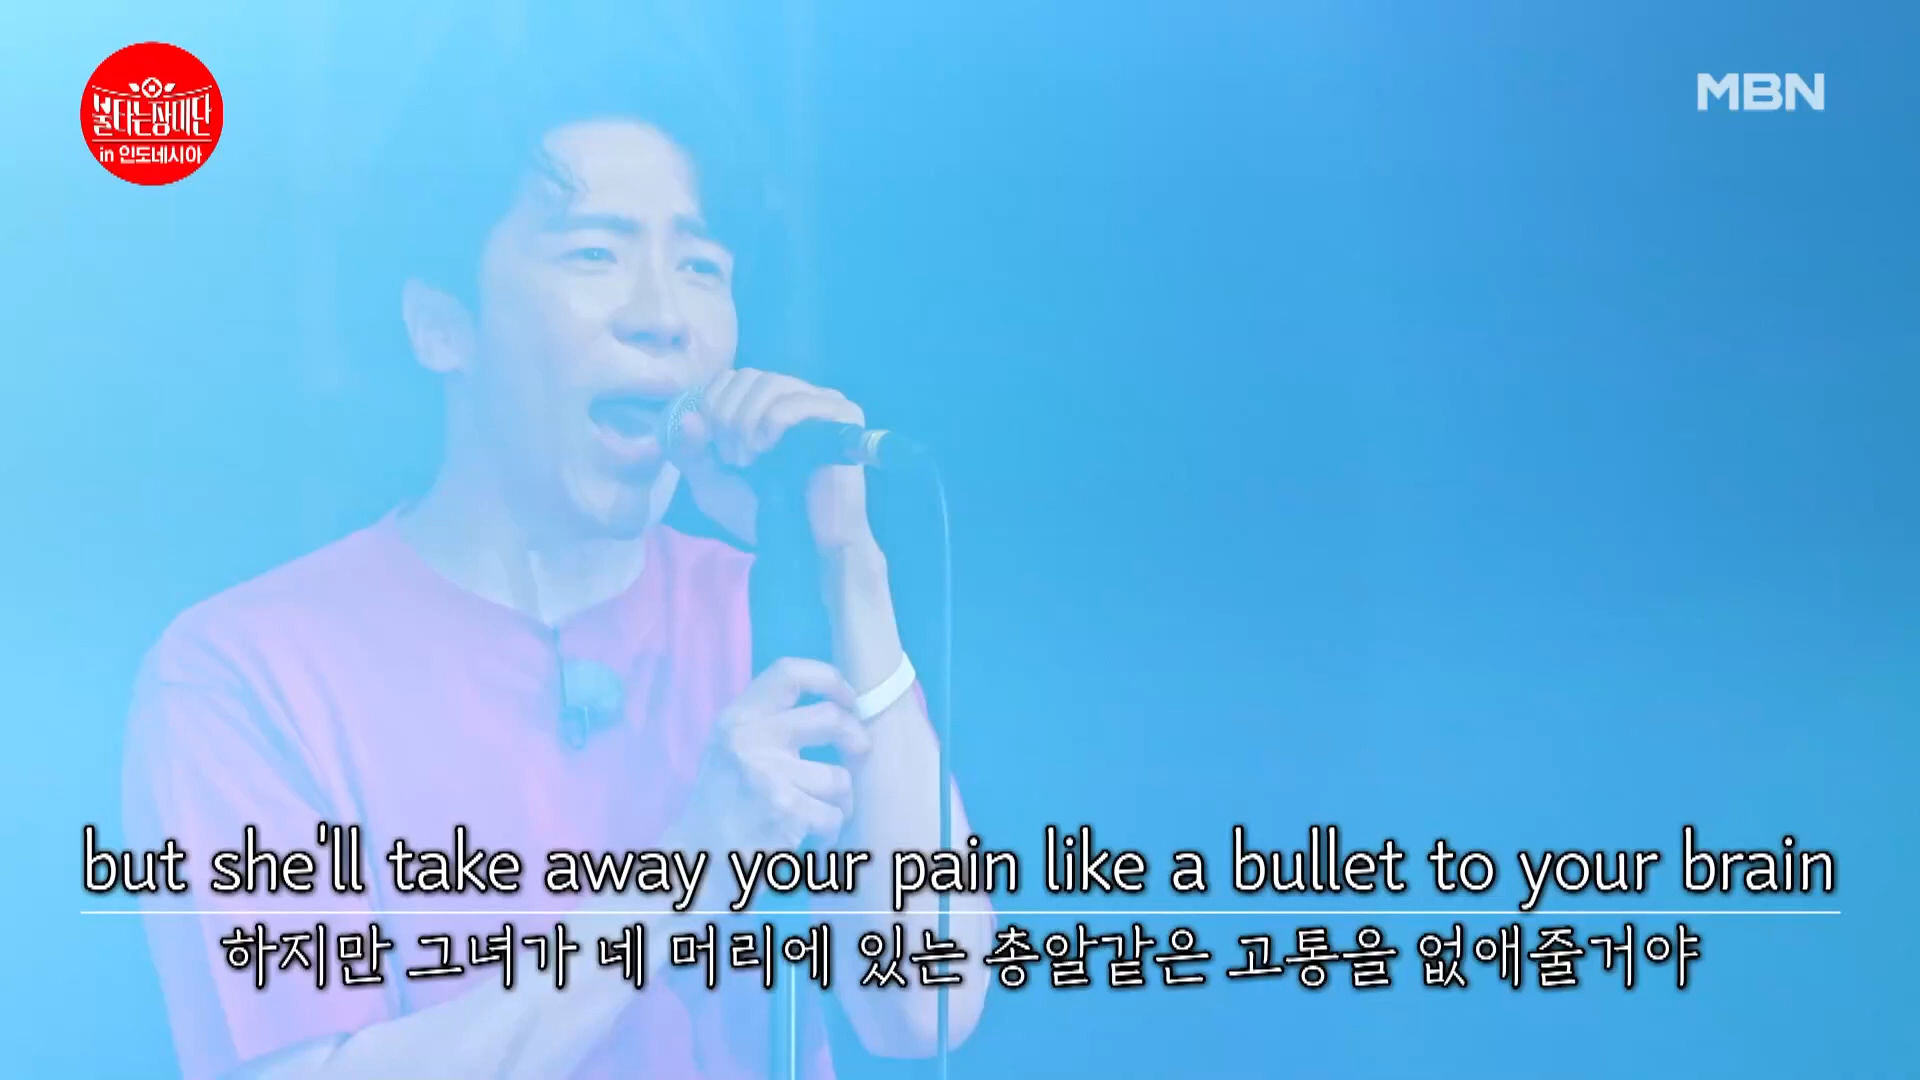 불타는장미단
in 인도네시아
MBN
but she'll take away your pain like a bullet to your brain
하지만 그녀가 네 머리에 있는 총알같은 고통을 없애줄거야